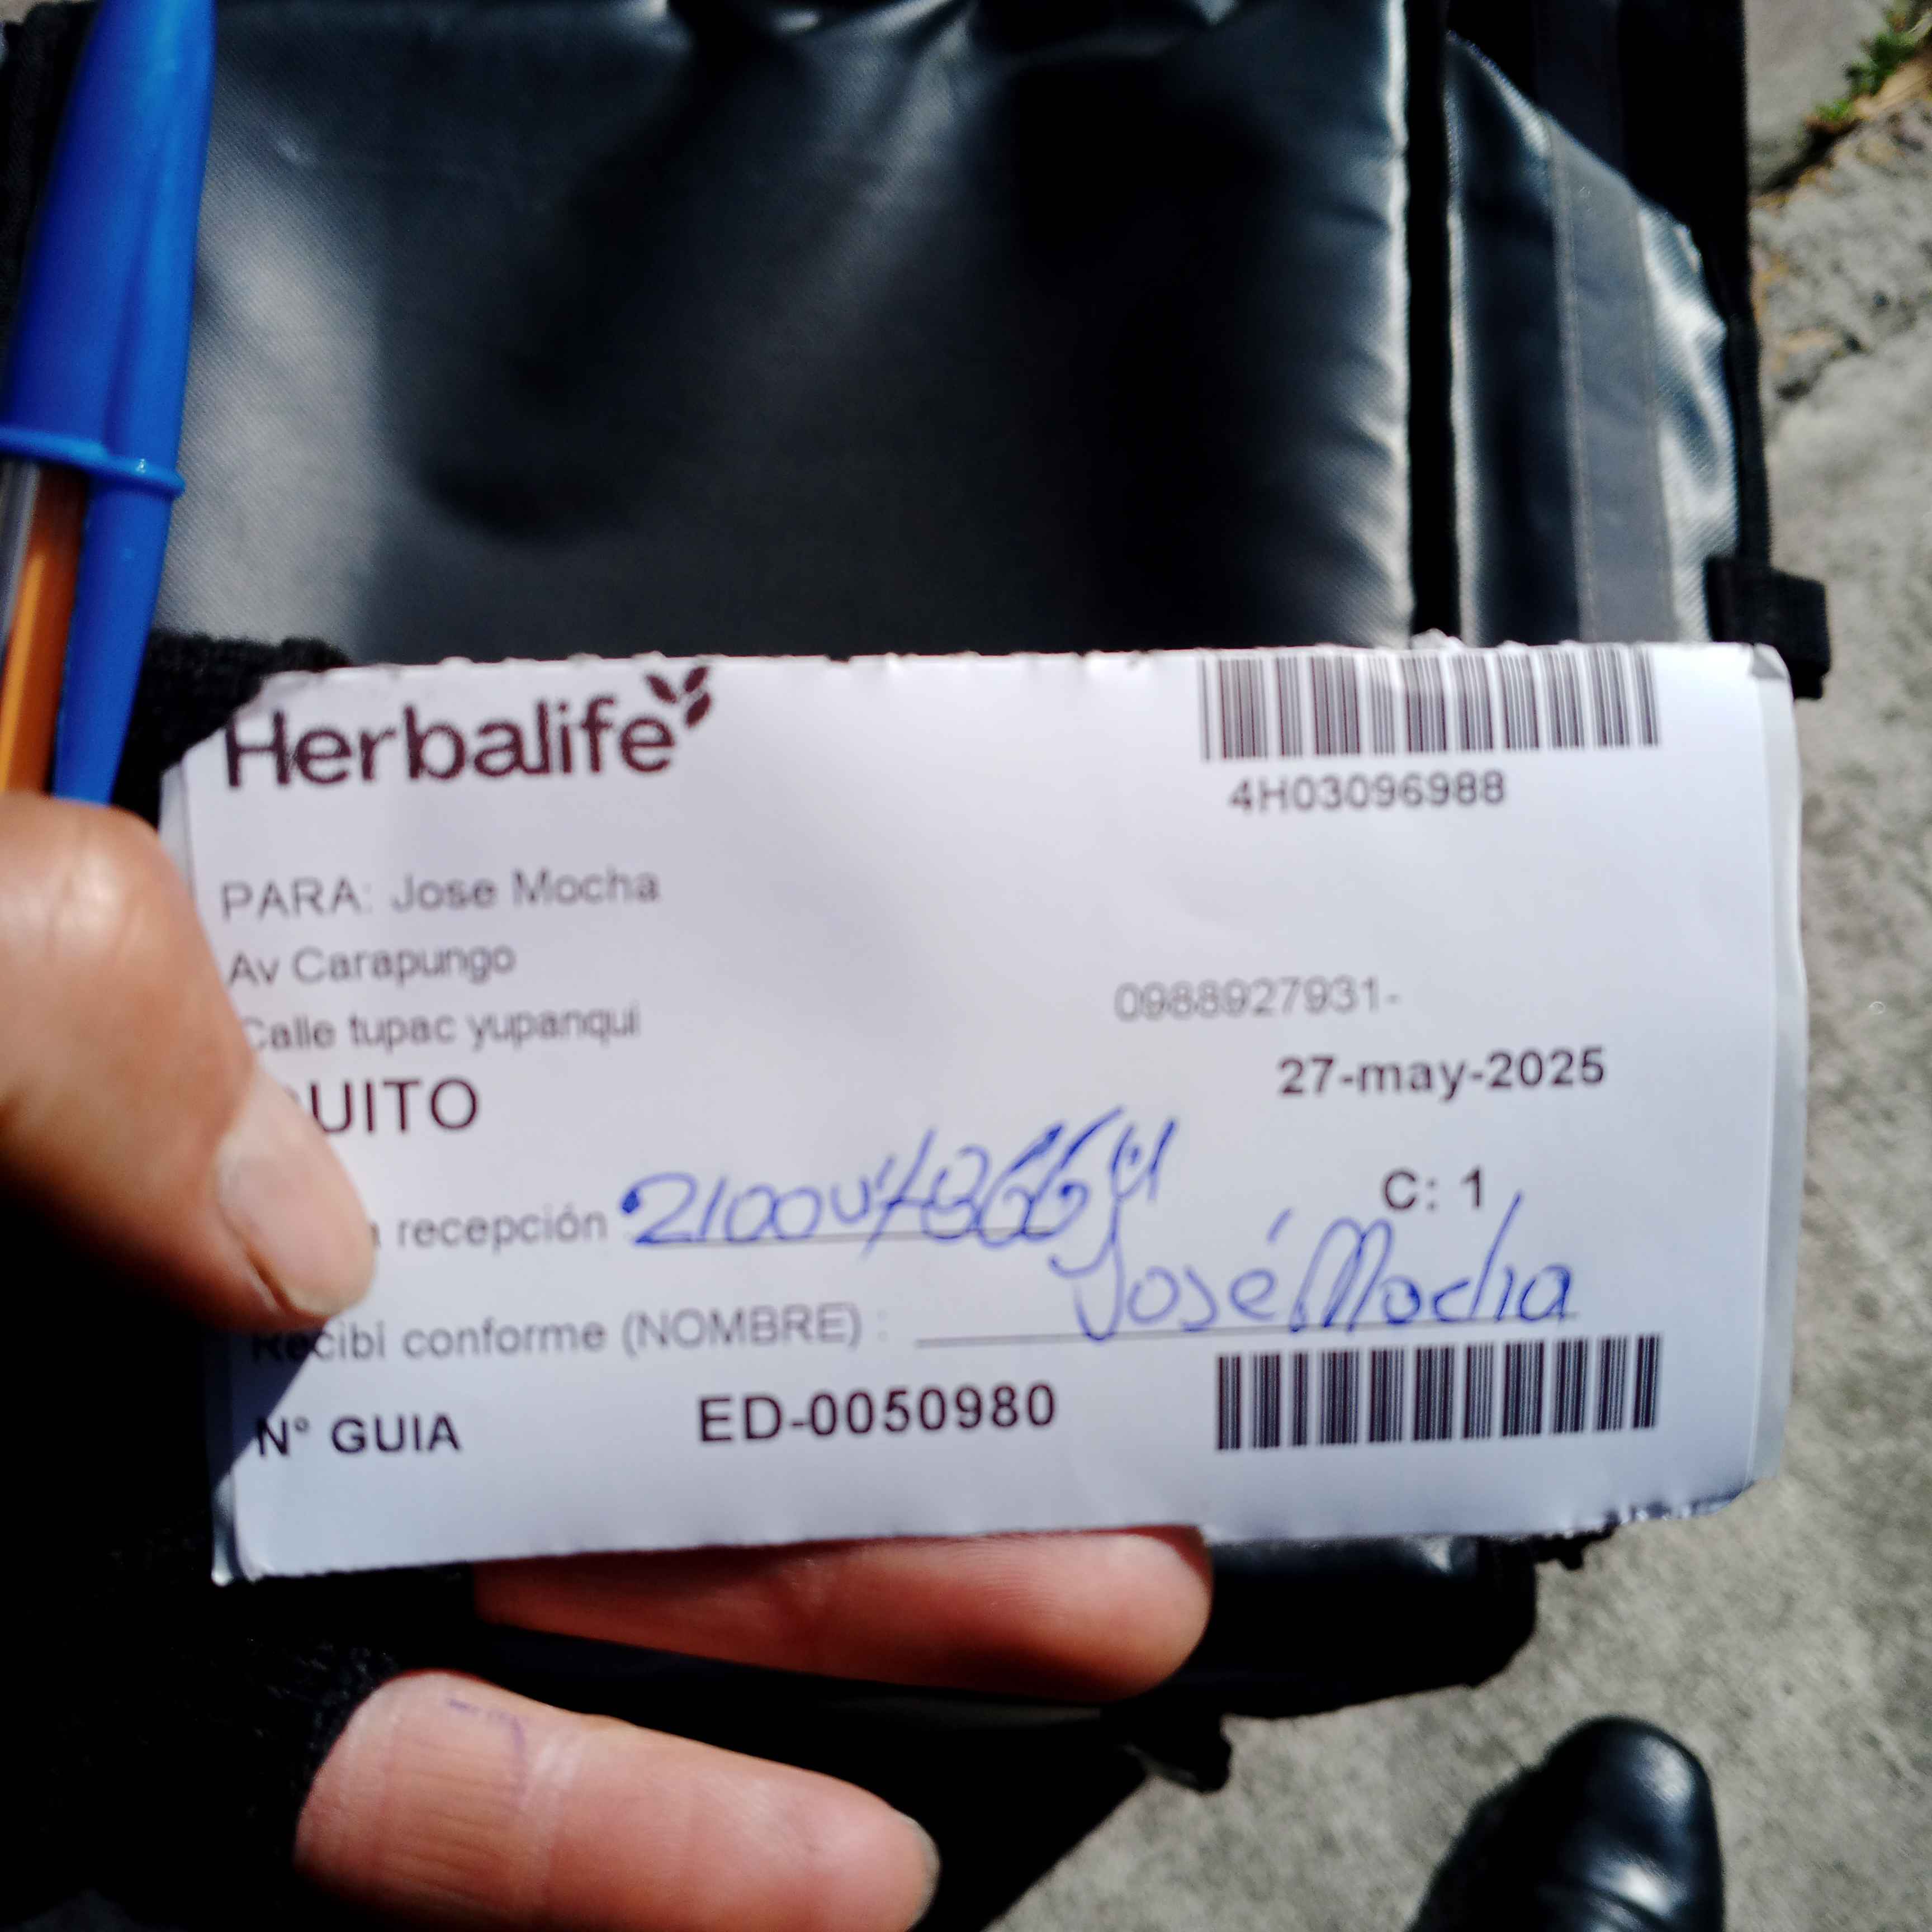 Herbalife
4H03096988
PARA: Jose Mocha
Av Carapungo
Calle tupac yupanqui
0988927931-
UITO
27-may-2025
C: 1
recepción
José Mocha
Recibi conforme (NOMBRE) :
N° GUIA ED-0050980